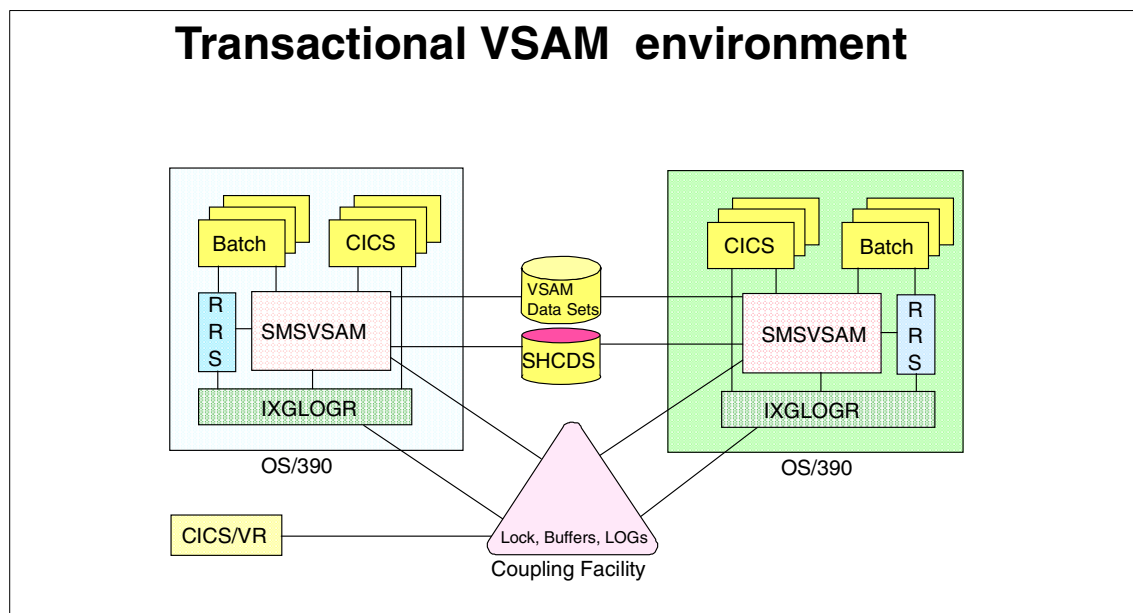 Transactional VSAM environment
Batch
CICS
R
R
S
SMSVSAM
IXGLOGR
OS/390
VSAM
Data Sets
SHCDS
CICS
Batch
SMSVSAM
R
R
S
IXGLOGR
OS/390
CICS/VR
Lock, Buffers, LOGs
Coupling Facility